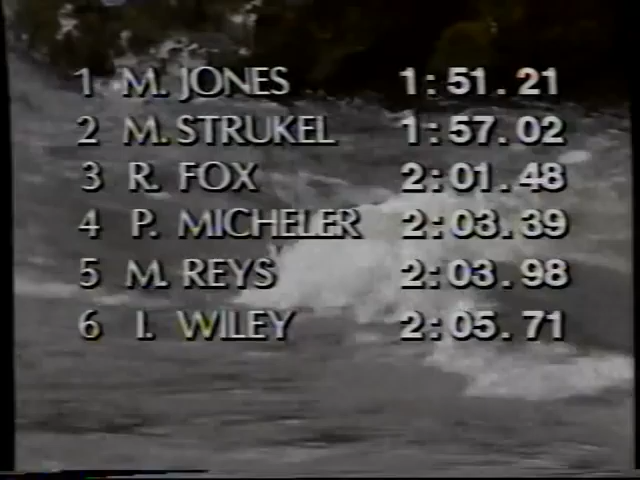 1 M. JONES 1:51.21
2 M. STRUKEL 1:57.02
3 R. FOX 2:01.48
4 P. MICHELER 2:03.39
5 M. REYS 2:03.98
6 I. WILEY 2:05.71